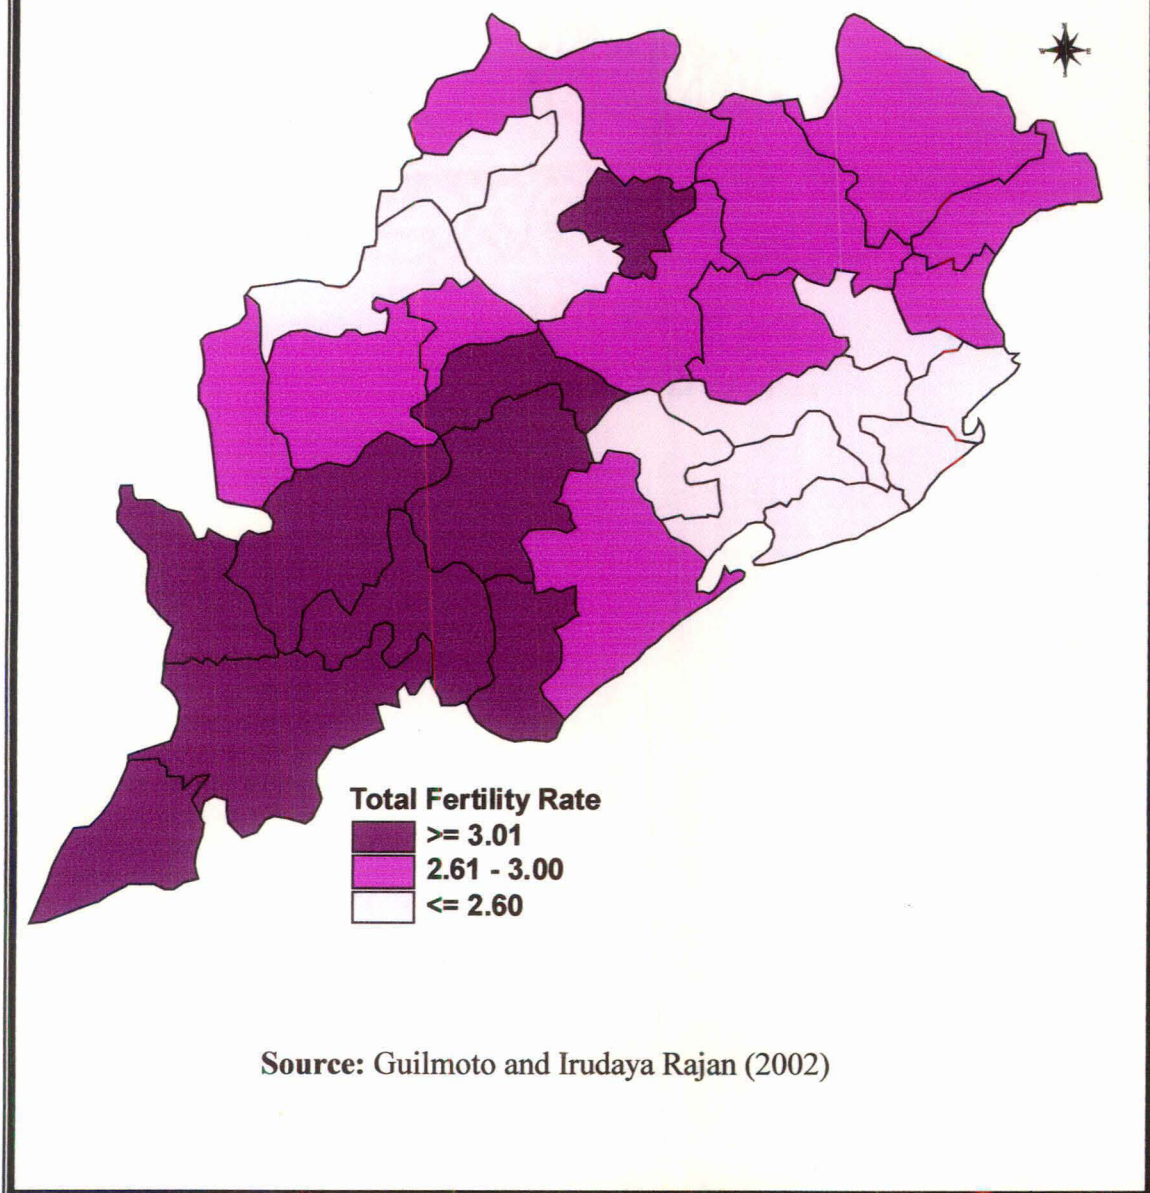 N
W E
S
Total Fertility Rate
>= 3.01
2.61 - 3.00
<= 2.60
Source: Guilmoto and Irudaya Rajan (2002)